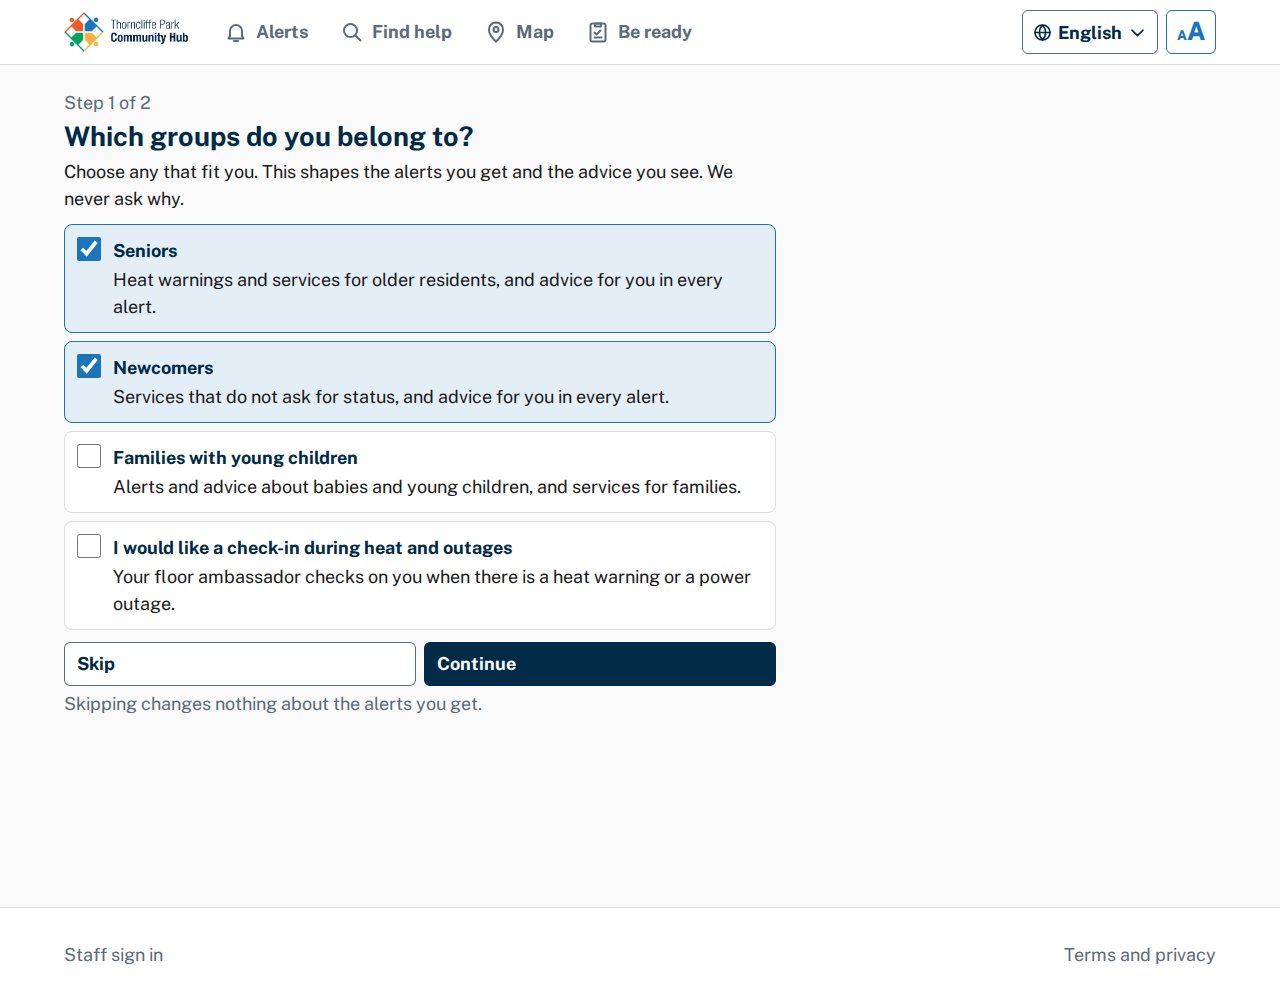 Thorncliffe Park
Community Hub
Alerts
Find help
Map
Be ready
English
AA
Step 1 of 2
Which groups do you belong to?
Choose any that fit you. This shapes the alerts you get and the advice you see. We
never ask why.
Seniors
Heat warnings and services for older residents, and advice for you in every
alert.
Newcomers
Services that do not ask for status, and advice for you in every alert.
Families with young children
Alerts and advice about babies and young children, and services for families.
I would like a check-in during heat and outages
Your floor ambassador checks on you when there is a heat warning or a power
outage.
Skip
Continue
Skipping changes nothing about the alerts you get.
Staff sign in
Terms and privacy